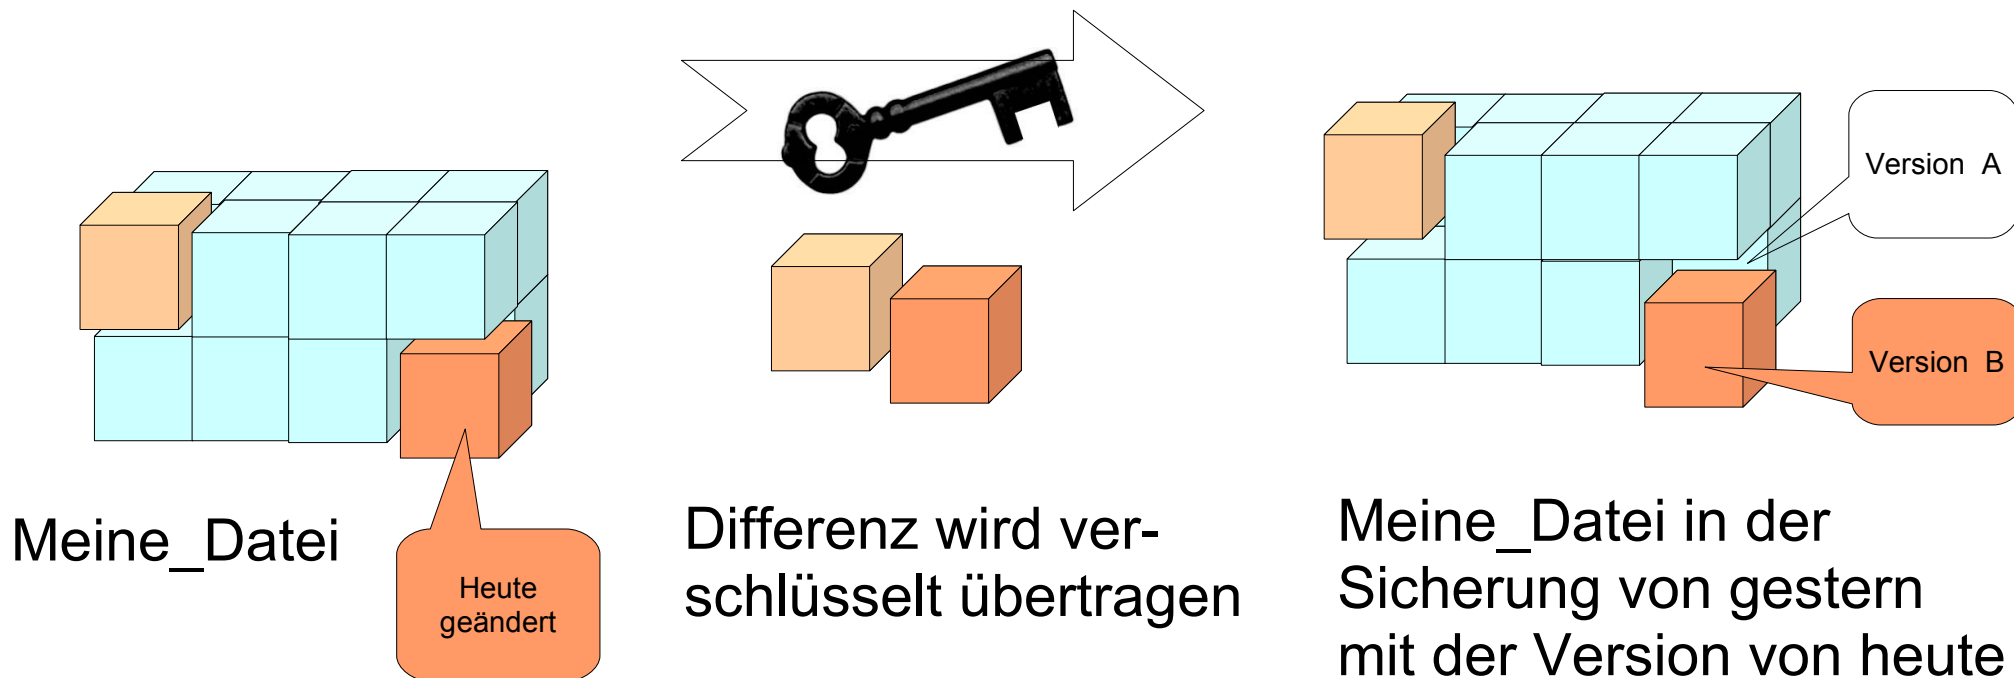 Meine_Datei
Heute
geändert
Differenz wird ver-
schlüsselt übertragen
Version A
Version B
Meine_Datei in der
Sicherung von gestern
mit der Version von heute